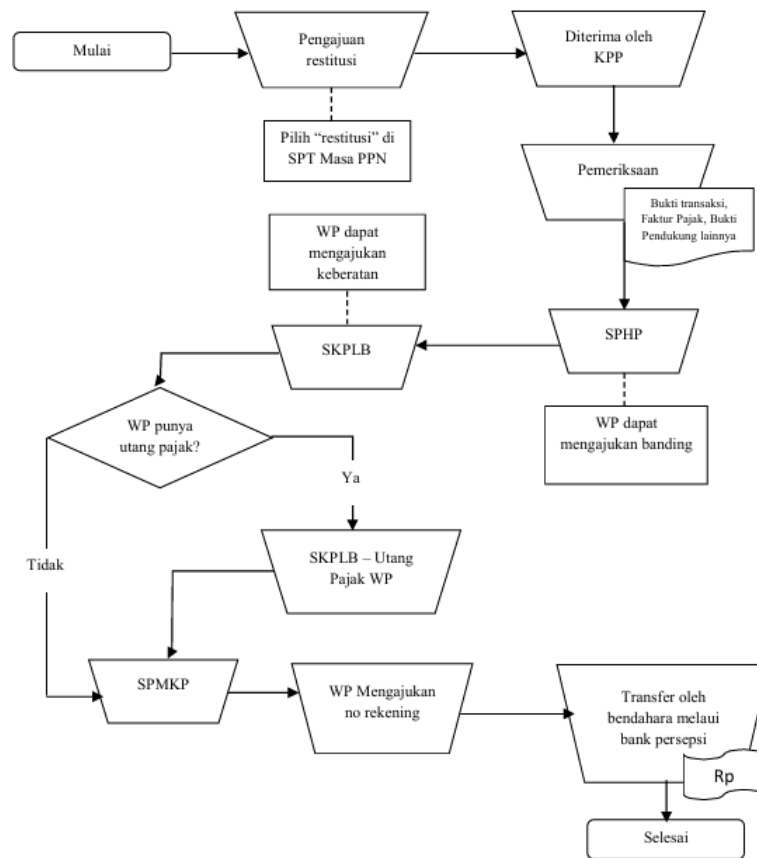 Mulai
Pengajuan
restitusi
Diterima oleh
KPP
Pilih “restitusi” di
SPT Masa PPN
Pemeriksaan
Bukti transaksi,
Faktur Pajak, Bukti
Pendukung lainnya
WP dapat
mengajukan
keberatan
SPHP
SKPLB
WP dapat
mengajukan banding
WP punya
utang pajak?
Ya
Tidak
SKPLB – Utang
Pajak WP
SPMKP
WP Mengajukan
no rekening
Transfer oleh
bendahara melaui
bank persepsi
Rp
Selesai